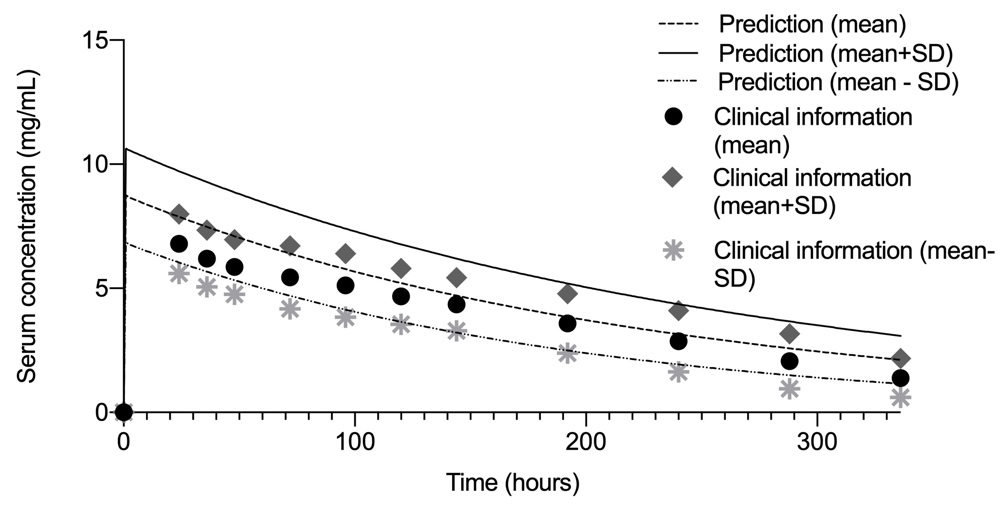 Prediction (mean)
Prediction (mean+SD)
Prediction (mean - SD)
Clinical information
(mean)
Clinical information
(mean+SD)
Clinical information (mean-
SD)
Serum concentration (mg/mL)
15
10
5
0
0
100
200
300
Time (hours)